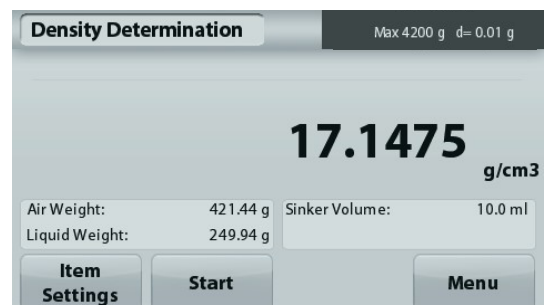 Density Determination
Max 4200 g d= 0.01 g
17.1475
g/cm3
Air Weight: 421.44 g Sinker Volume: 10.0 ml
Liquid Weight: 249.94 g
Item
Settings
Start
Menu